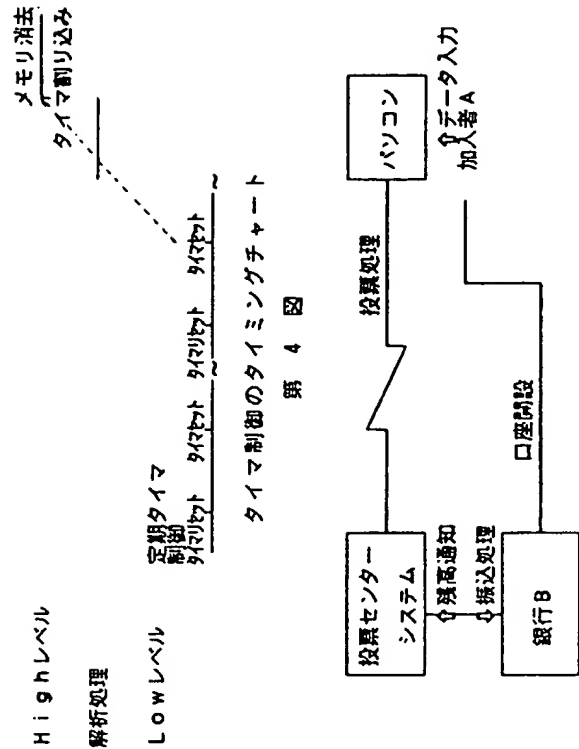 メモリ消去
タイマ割り込み
Highレベル
解析処理
Lowレベル
定期タイマ
制御
タイマリセット タイマセット タイマリセット タイマセット
タイマ制御のタイミングチャート
第 4 図
投票センター
システム
投票処理
パソコン
データ入力
加入者A
残高通知
振込処理
銀行B
口座開設